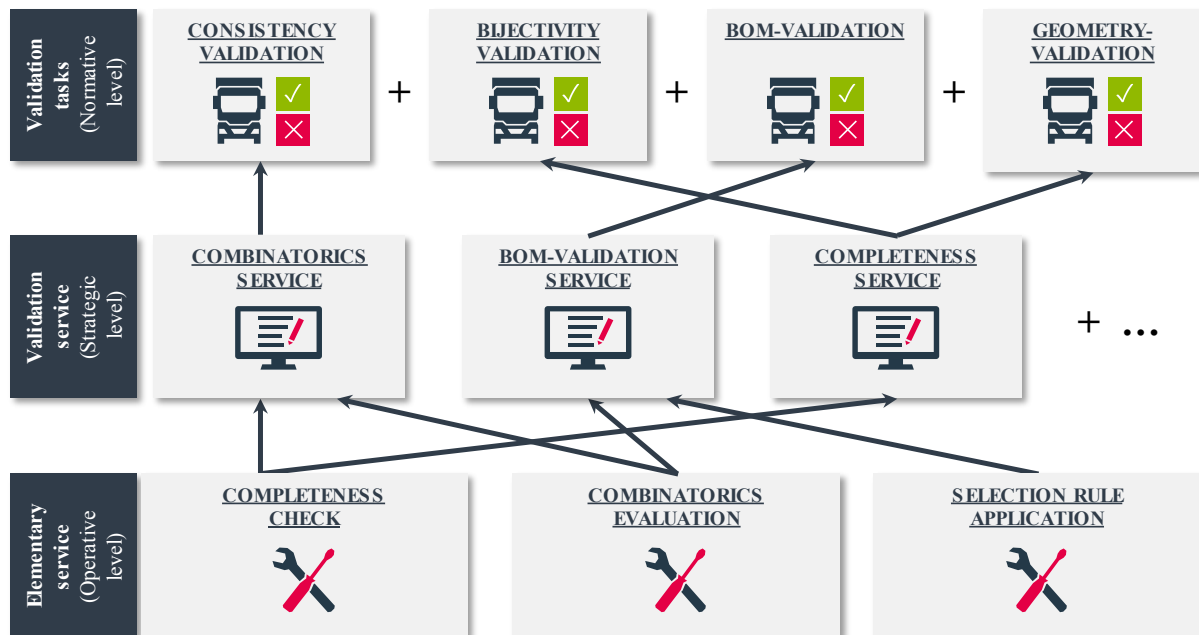 Validation
tasks
(Normative
level)
CONSISTENCY
VALIDATION
+
BIJECTIVITY
VALIDATION
+
BOM-VALIDATION
+
GEOMETRY-
VALIDATION
Validation
service
(Strategic
level)
COMBINATORICS
SERVICE
BOM-VALIDATION
SERVICE
COMPLETENESS
SERVICE
+ ...
Elementary
service
(Operative
level)
COMPLETENESS
CHECK
COMBINATORICS
EVALUATION
SELECTION RULE
APPLICATION